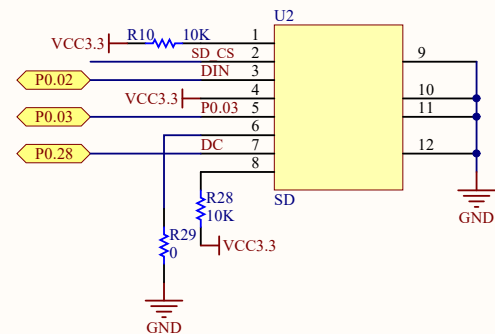 U2
R10 10K 1
VCC3.3
SD_CS 2 9
P0.02 DIN 3
VCC3.3 4 10
P0.03 P0.03 5 11
6
P0.28 DC 7 12
8
SD
R28
10K
GND
R29
0
VCC3.3
GND